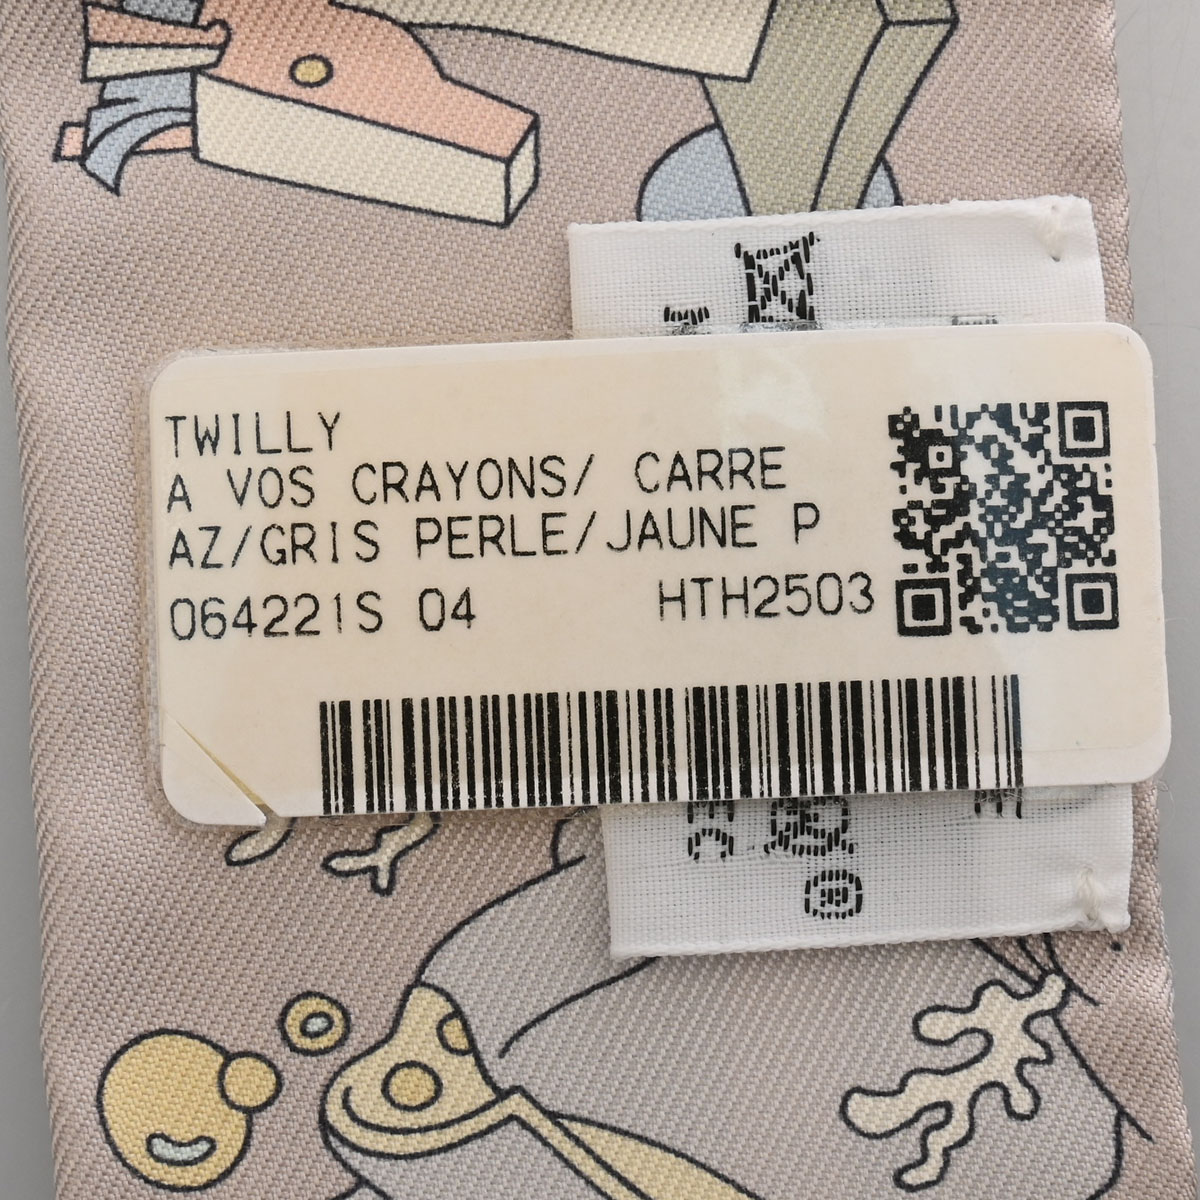 TWILLY
A VOS CRAYONS/ CARRE
AZ/GRIS PERLE/JAUNE P
064221S 04 HTH2503